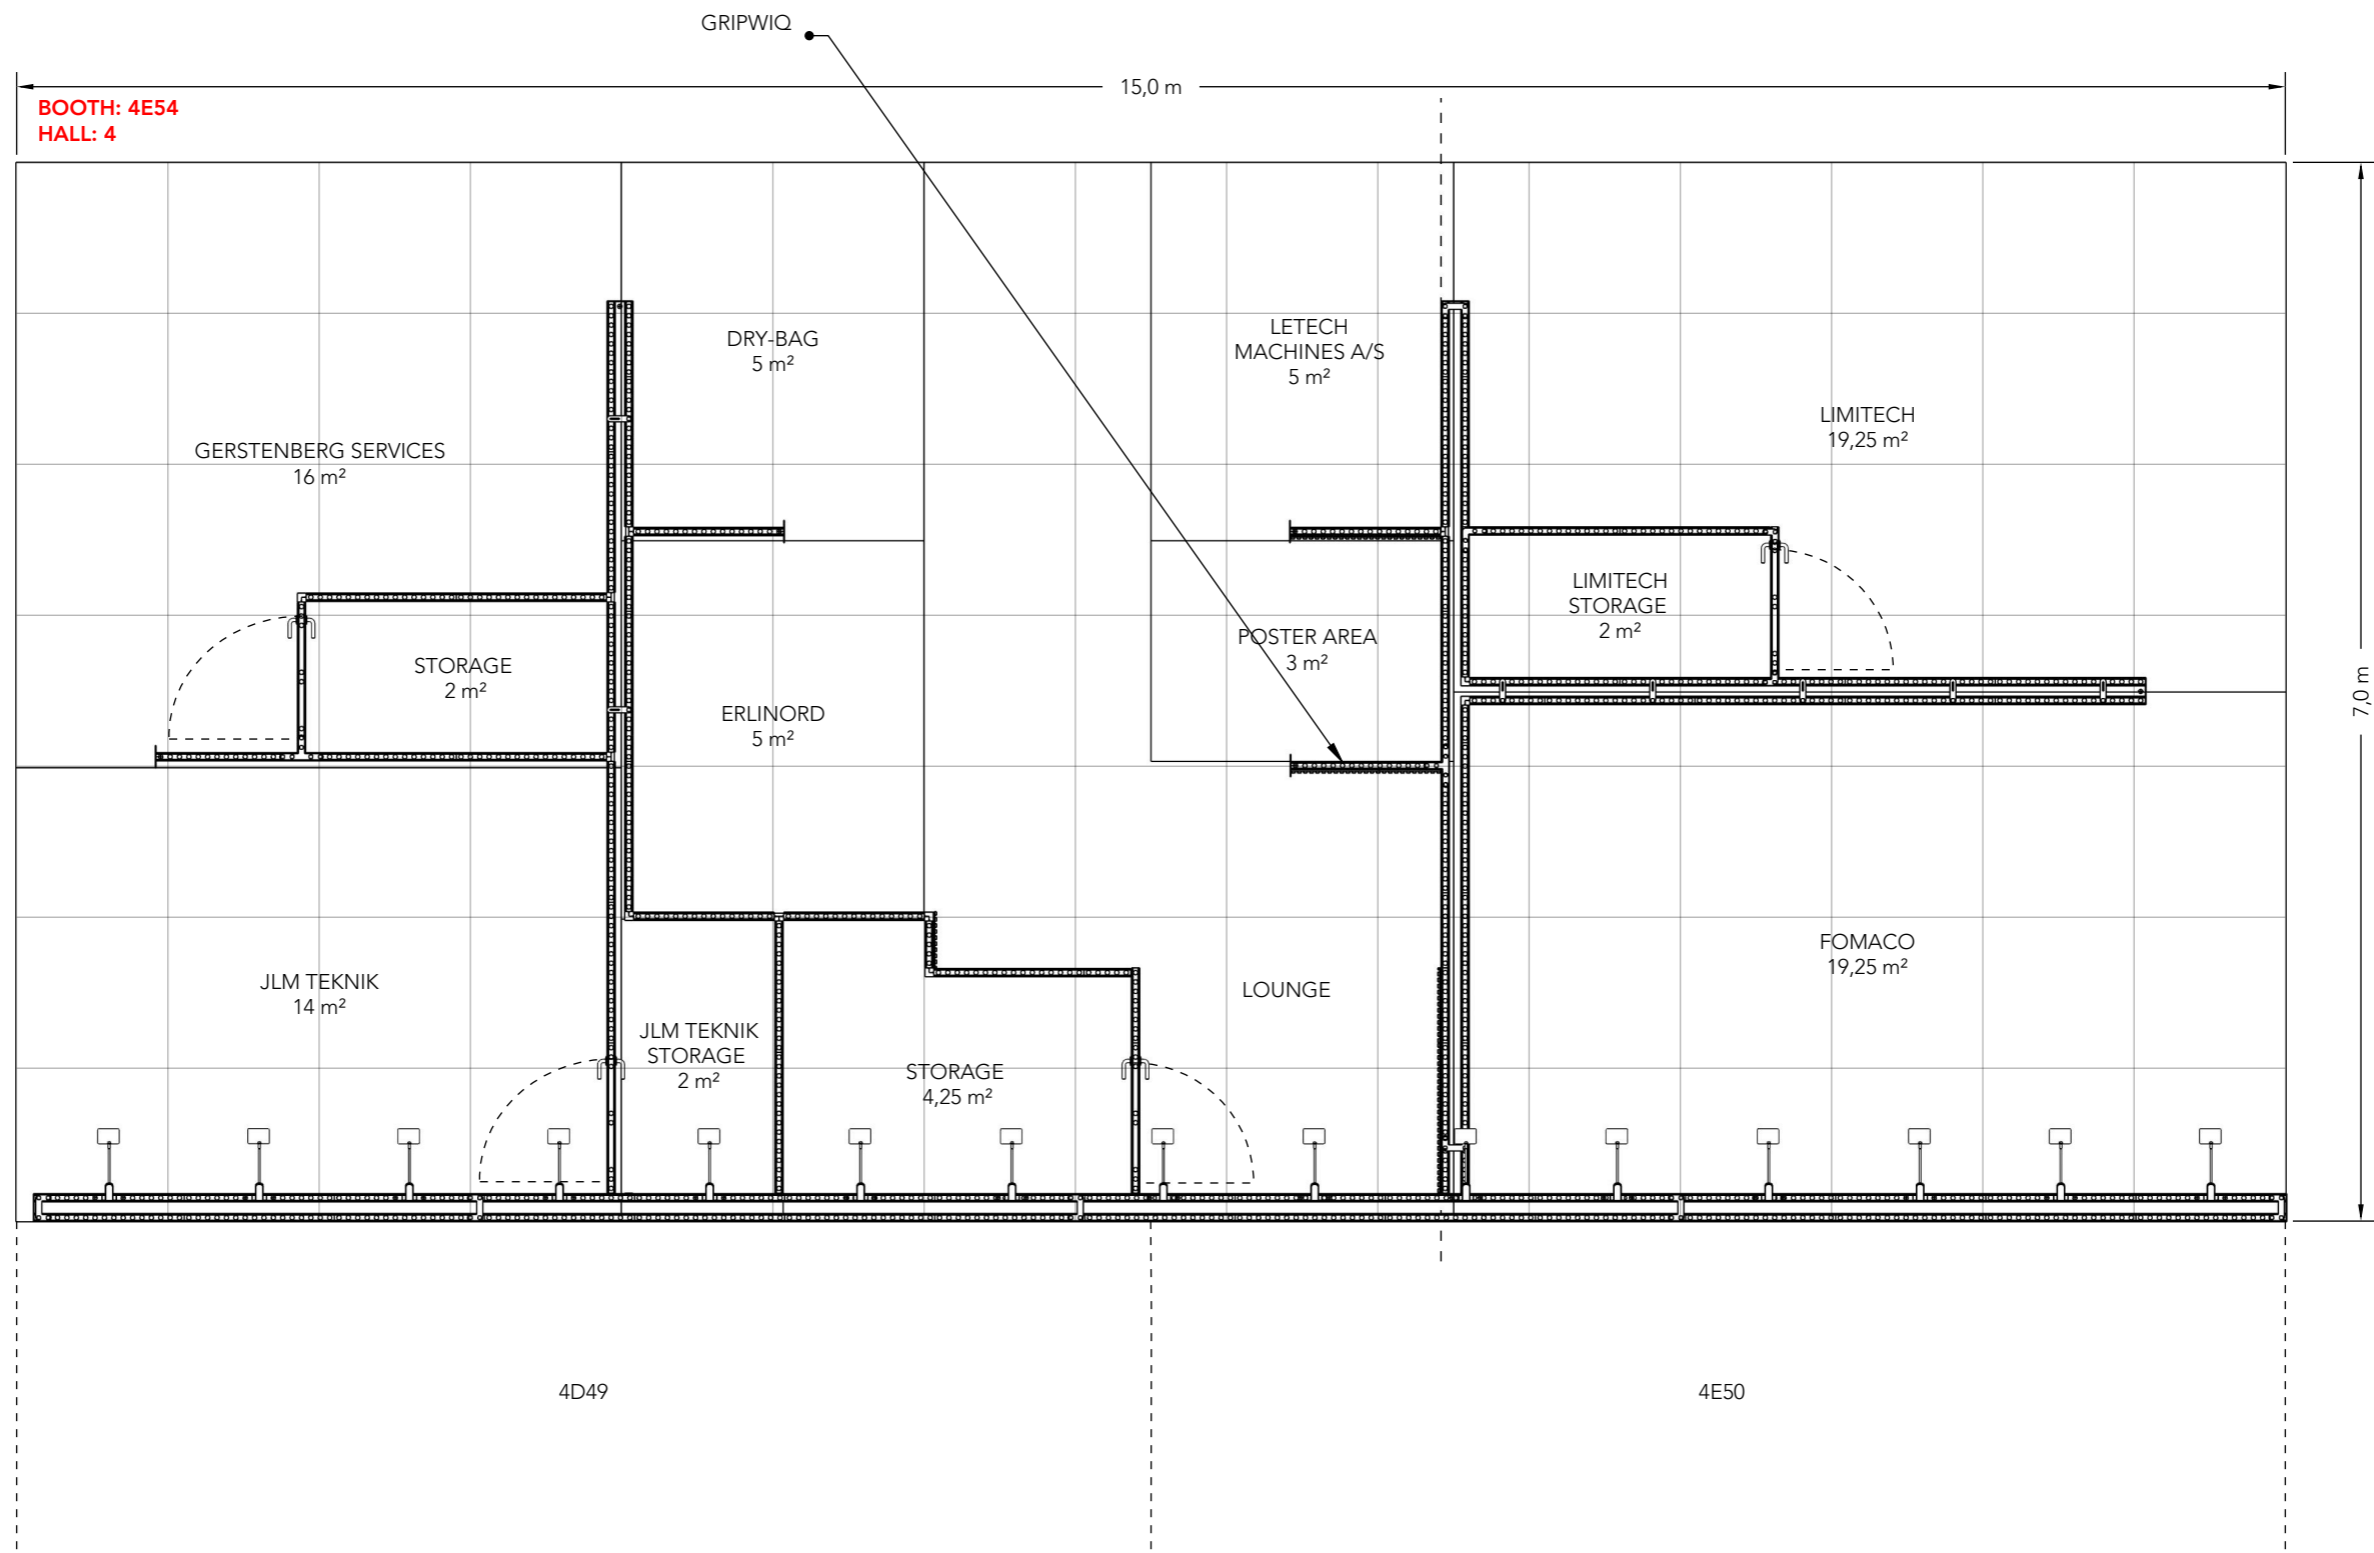 GRIPWIQ
15,0 m
BOOTH: 4E54
HALL: 4
7,0 m
DRY-BAG
5 m²
LETECH
MACHINES A/S
5 m²
LIMITECH
19,25 m²
GERSTENBERG SERVICES
16 m²
LIMITECH
STORAGE
2 m²
POSTER AREA
3 m²
STORAGE
2 m²
ERLINORD
5 m²
FOMACO
19,25 m²
JLM TEKNIK
14 m²
LOUNGE
JLM TEKNIK
STORAGE
2 m²
STORAGE
4,25 m²
4D49
4E50